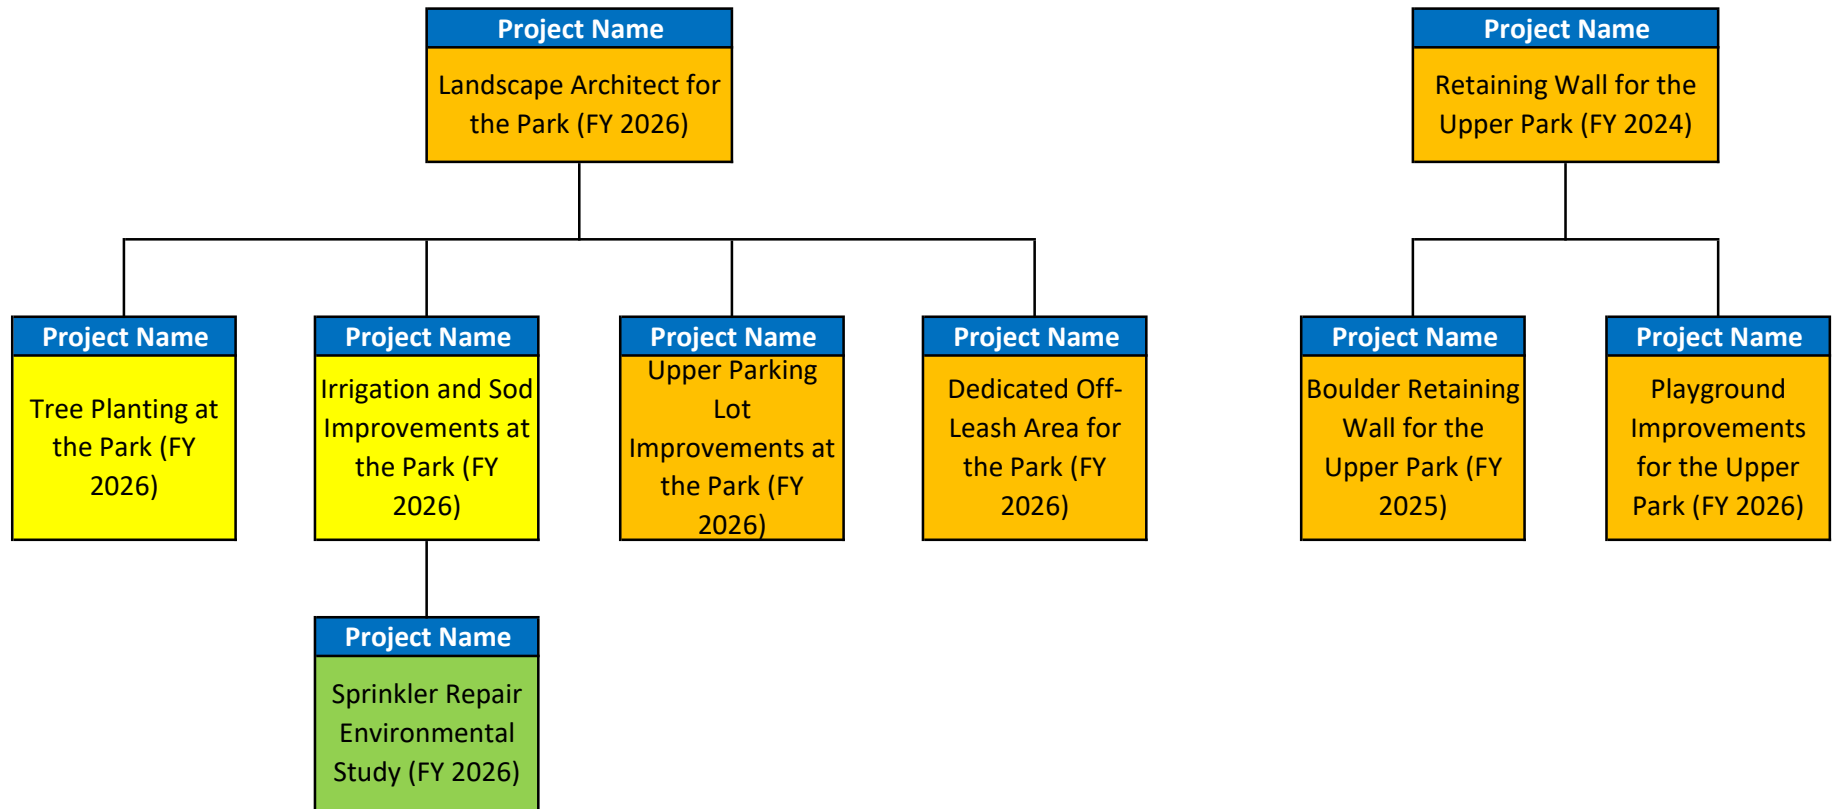 Project Name
Landscape Architect for
the Park (FY 2026)
Project Name
Retaining Wall for the
Upper Park (FY 2024)
Project Name
Tree Planting at
the Park (FY
2026)
Project Name
Irrigation and Sod
Improvements at
the Park (FY
2026)
Project Name
Upper Parking
Lot
Improvements at
the Park (FY
2026)
Project Name
Dedicated Off-
Leash Area for
the Park (FY
2026)
Project Name
Boulder Retaining
Wall for the
Upper Park (FY
2025)
Project Name
Playground
Improvements
for the Upper
Park (FY 2026)
Project Name
Sprinkler Repair
Environmental
Study (FY 2026)